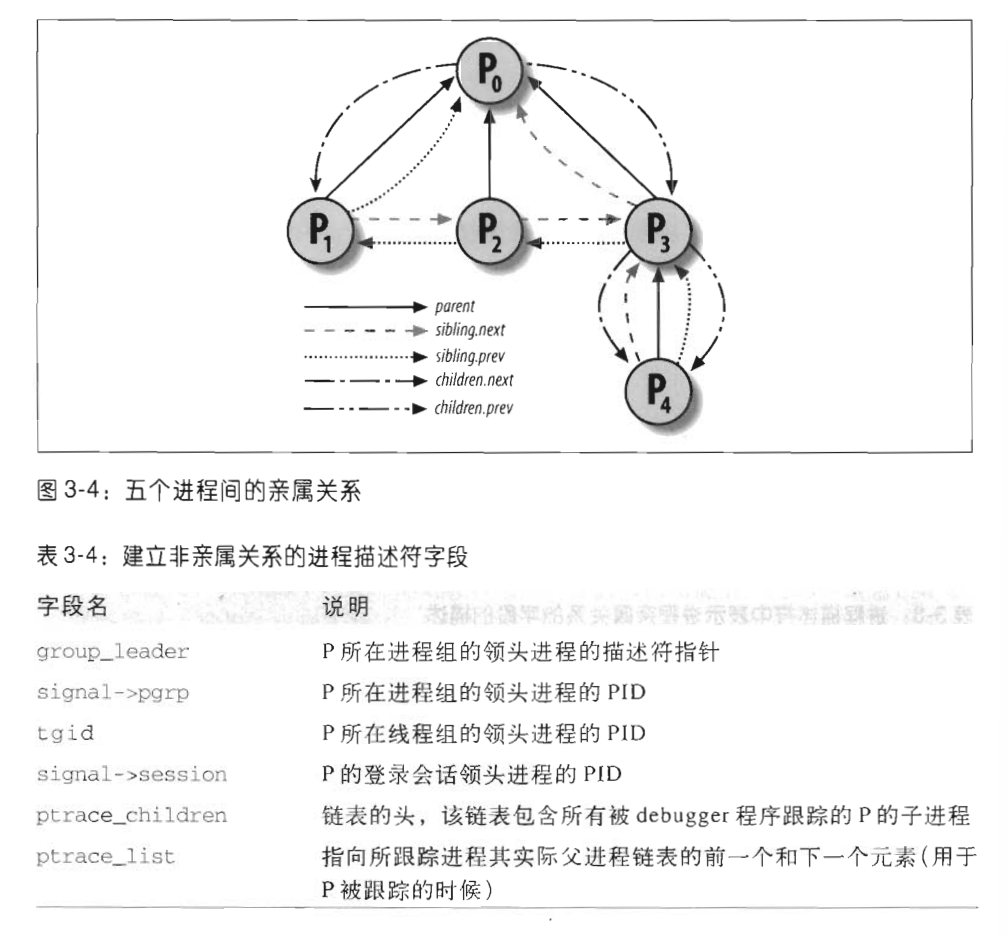 P0
P1
P2
P3
parent
sibling.next
sibling.prev
children.next
children.prev
P4
图 3-4：五个进程间的亲属关系
表 3-4：建立非亲属关系的进程描述符字段
字段名 说明
group_leader P 所在进程组的领头进程的描述符指针
signal->pgrp P 所在进程组的领头进程的 PID
tgid P 所在线程组的领头进程的 PID
signal->session P 的登录会话领头进程的 PID
ptrace_children 链表的头，该链表包含所有被 debugger 程序跟踪的 P 的子进程
ptrace_list 指向所跟踪进程其实际父进程链表的前一个和下一个元素（用于
P 被跟踪的时候）